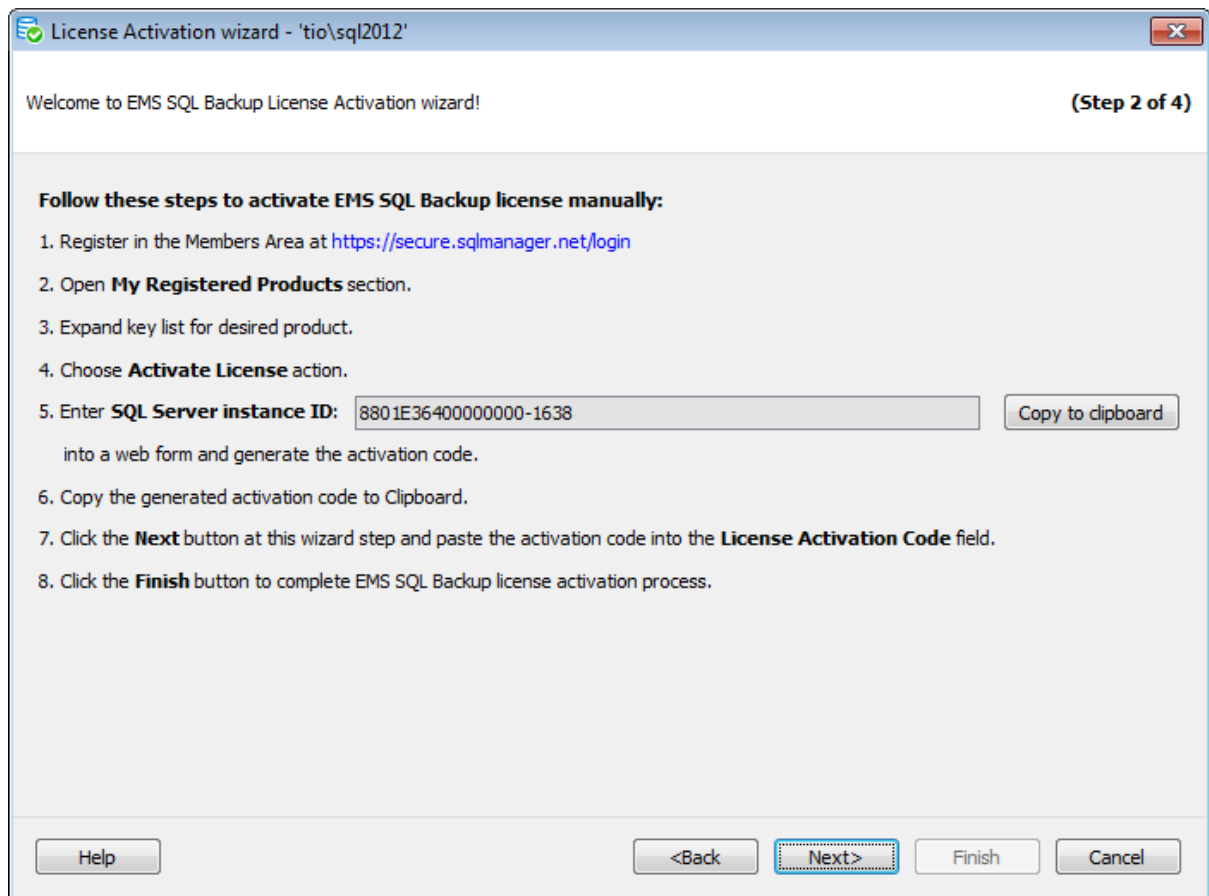 License Activation wizard - 'tio\sql2012'
Welcome to EMS SQL Backup License Activation wizard!
(Step 2 of 4)
Follow these steps to activate EMS SQL Backup license manually:
1. Register in the Members Area at https://secure.sqlmanager.net/login
2. Open My Registered Products section.
3. Expand key list for desired product.
4. Choose Activate License action.
5. Enter SQL Server instance ID: 8801E36400000000-1638 Copy to clipboard
into a web form and generate the activation code.
6. Copy the generated activation code to Clipboard.
7. Click the Next button at this wizard step and paste the activation code into the License Activation Code field.
8. Click the Finish button to complete EMS SQL Backup license activation process.
Help <Back Next> Finish Cancel